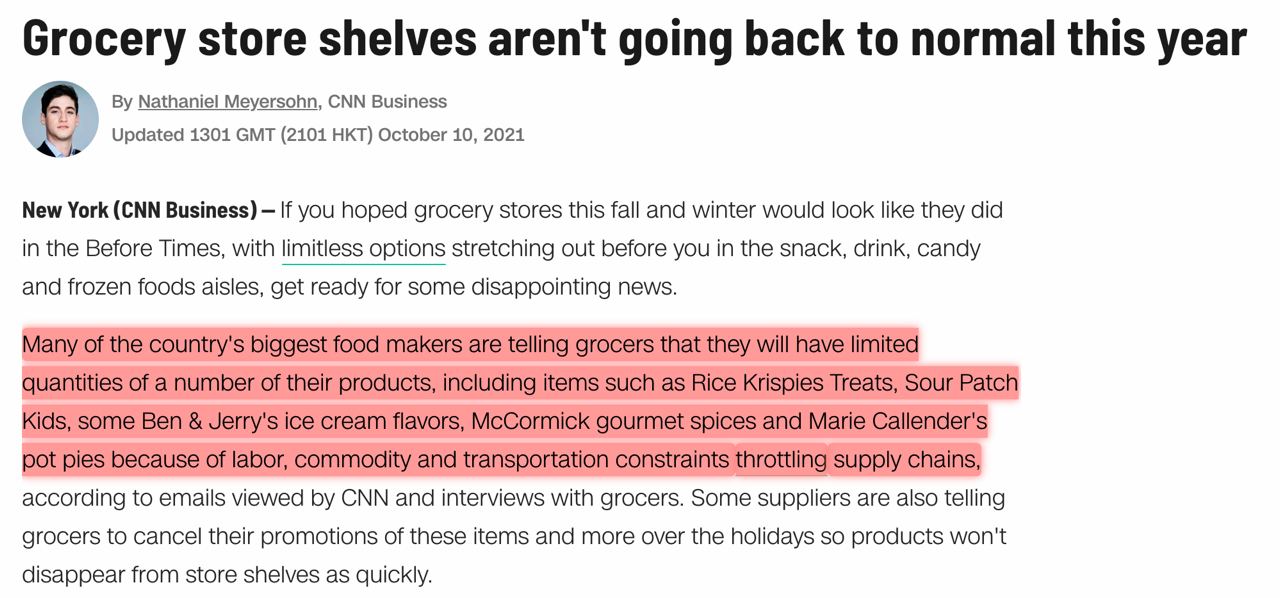 Grocery store shelves aren't going back to normal this year
By Nathaniel Meyersohn, CNN Business
Updated 1301 GMT (2101 HKT) October 10, 2021
New York (CNN Business) — If you hoped grocery stores this fall and winter would look like they did
in the Before Times, with limitless options stretching out before you in the snack, drink, candy
and frozen foods aisles, get ready for some disappointing news.
Many of the country's biggest food makers are telling grocers that they will have limited
quantities of a number of their products, including items such as Rice Krispies Treats, Sour Patch
Kids, some Ben & Jerry's ice cream flavors, McCormick gourmet spices and Marie Callender's
pot pies because of labor, commodity and transportation constraints throttling supply chains,
according to emails viewed by CNN and interviews with grocers. Some suppliers are also telling
grocers to cancel their promotions of these items and more over the holidays so products won't
disappear from store shelves as quickly.